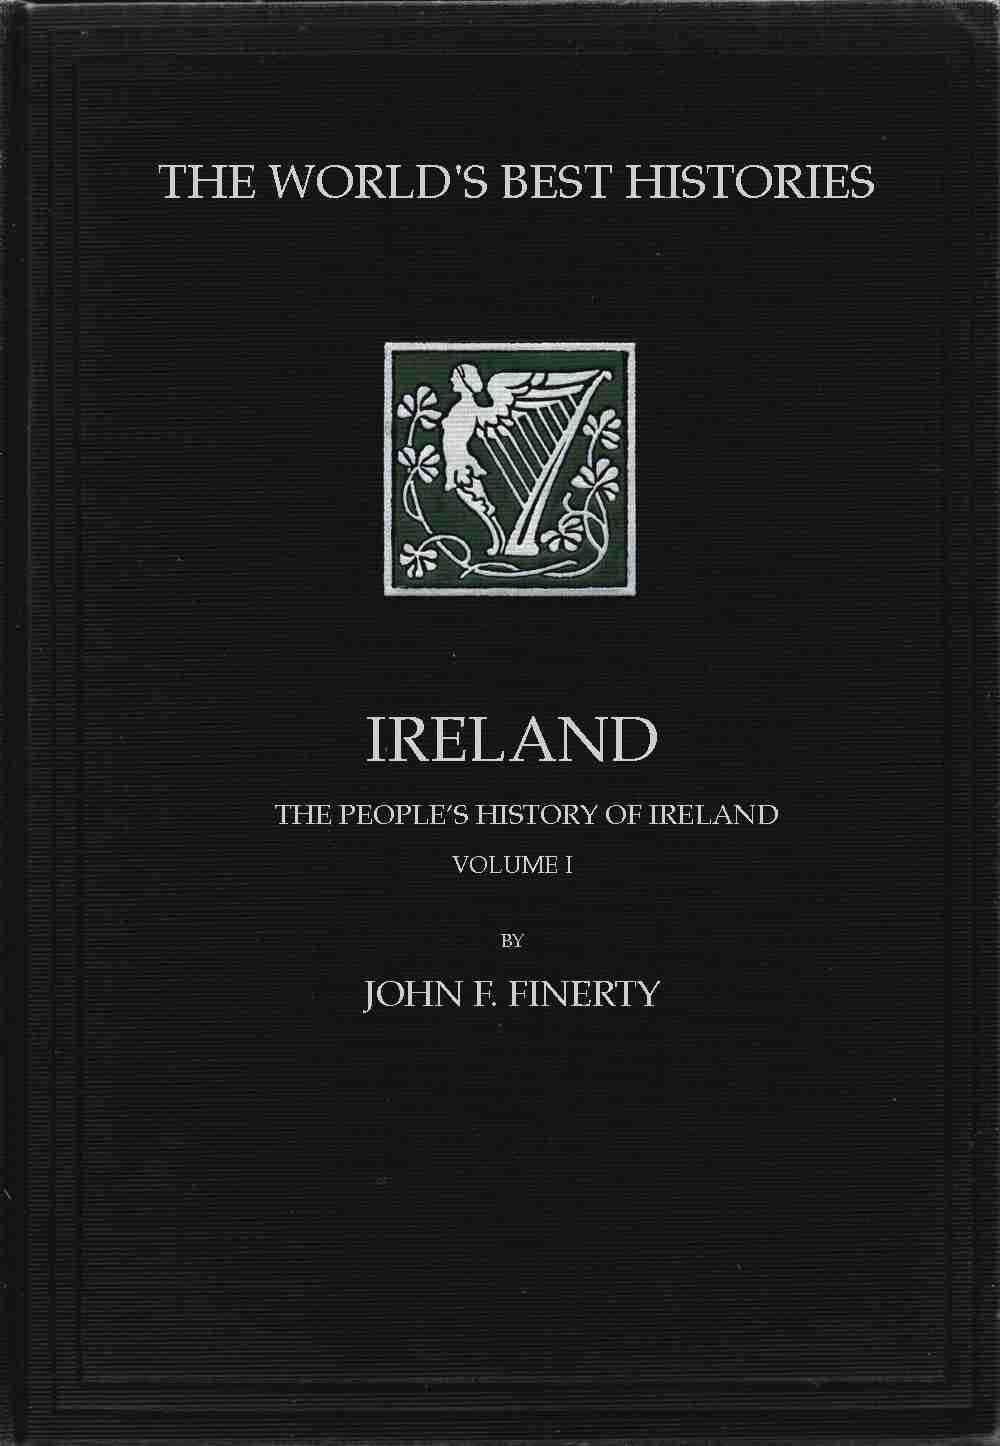 THE WORLD'S BEST HISTORIES
IRELAND
THE PEOPLE'S HISTORY OF IRELAND
VOLUME I
BY
JOHN F. FINERTY